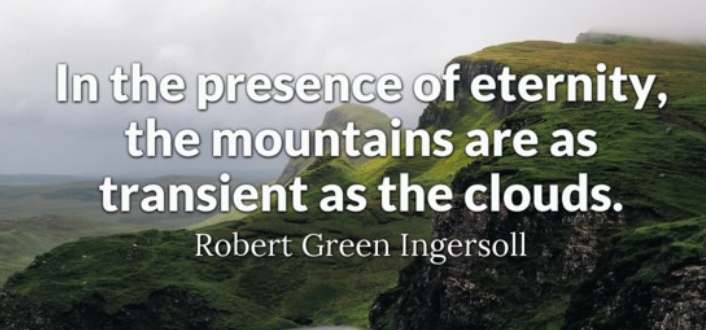 In the presence of eternity,
the mountains are as
transient as the clouds.
Robert Green Ingersoll